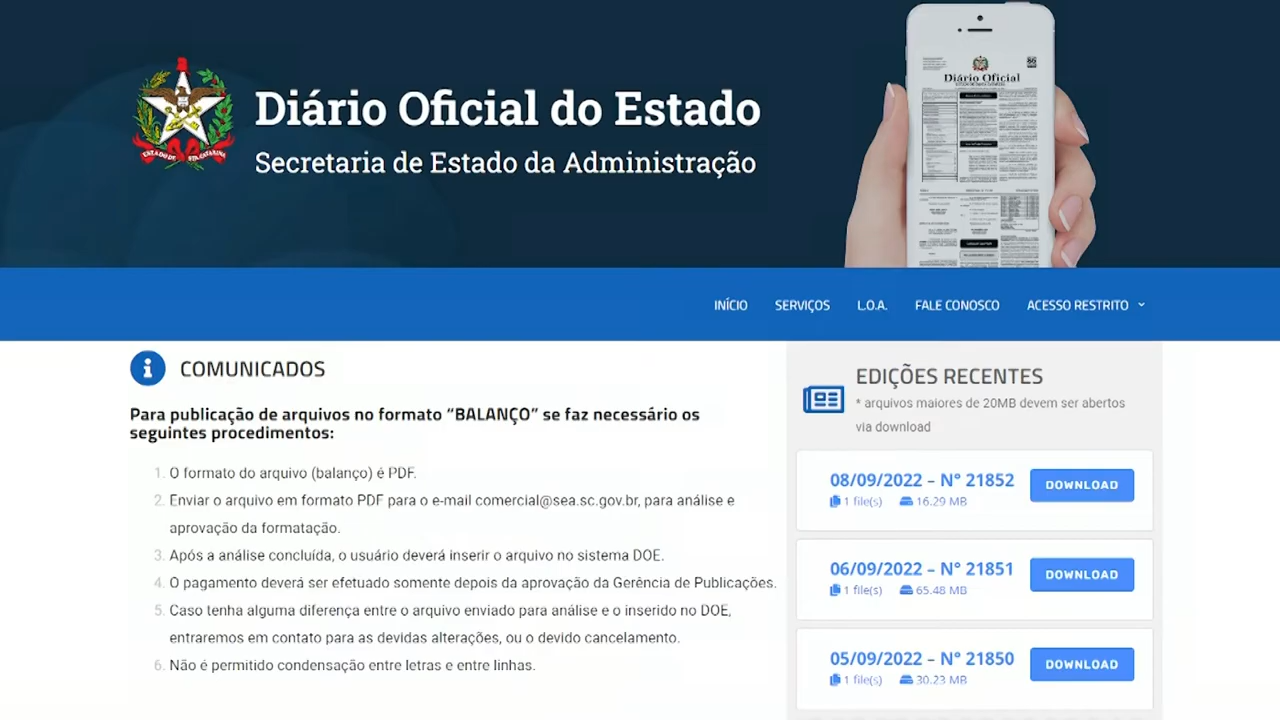 ESTADO DE STA. CATARINA
Diário Oficial do Estado
Secretaria de Estado da Administração
Diário Oficial
INÍCIO
SERVIÇOS
L.O.A.
FALE CONOSCO
ACESSO RESTRITO
COMUNICADOS
Para publicação de arquivos no formato “BALANÇO” se faz necessário os
seguintes procedimentos:
1. O formato do arquivo (balanço) é PDF.
2. Enviar o arquivo em formato PDF para o e-mail comercial@sea.sc.gov.br, para análise e
aprovação da formatação.
3. Após a análise concluída, o usuário deverá inserir o arquivo no sistema DOE.
4. O pagamento deverá ser efetuado somente depois da aprovação da Gerência de Publicações.
5. Caso tenha alguma diferença entre o arquivo enviado para análise e o inserido no DOE,
entraremos em contato para as devidas alterações, ou o devido cancelamento.
6. Não é permitido condensação entre letras e entre linhas.
EDIÇÕES RECENTES
* arquivos maiores de 20MB devem ser abertos
via download
08/09/2022 – N° 21852
1 file(s) 16.29 MB
DOWNLOAD
06/09/2022 – N° 21851
1 file(s) 65.48 MB
DOWNLOAD
05/09/2022 – N° 21850
1 file(s) 30.23 MB
DOWNLOAD